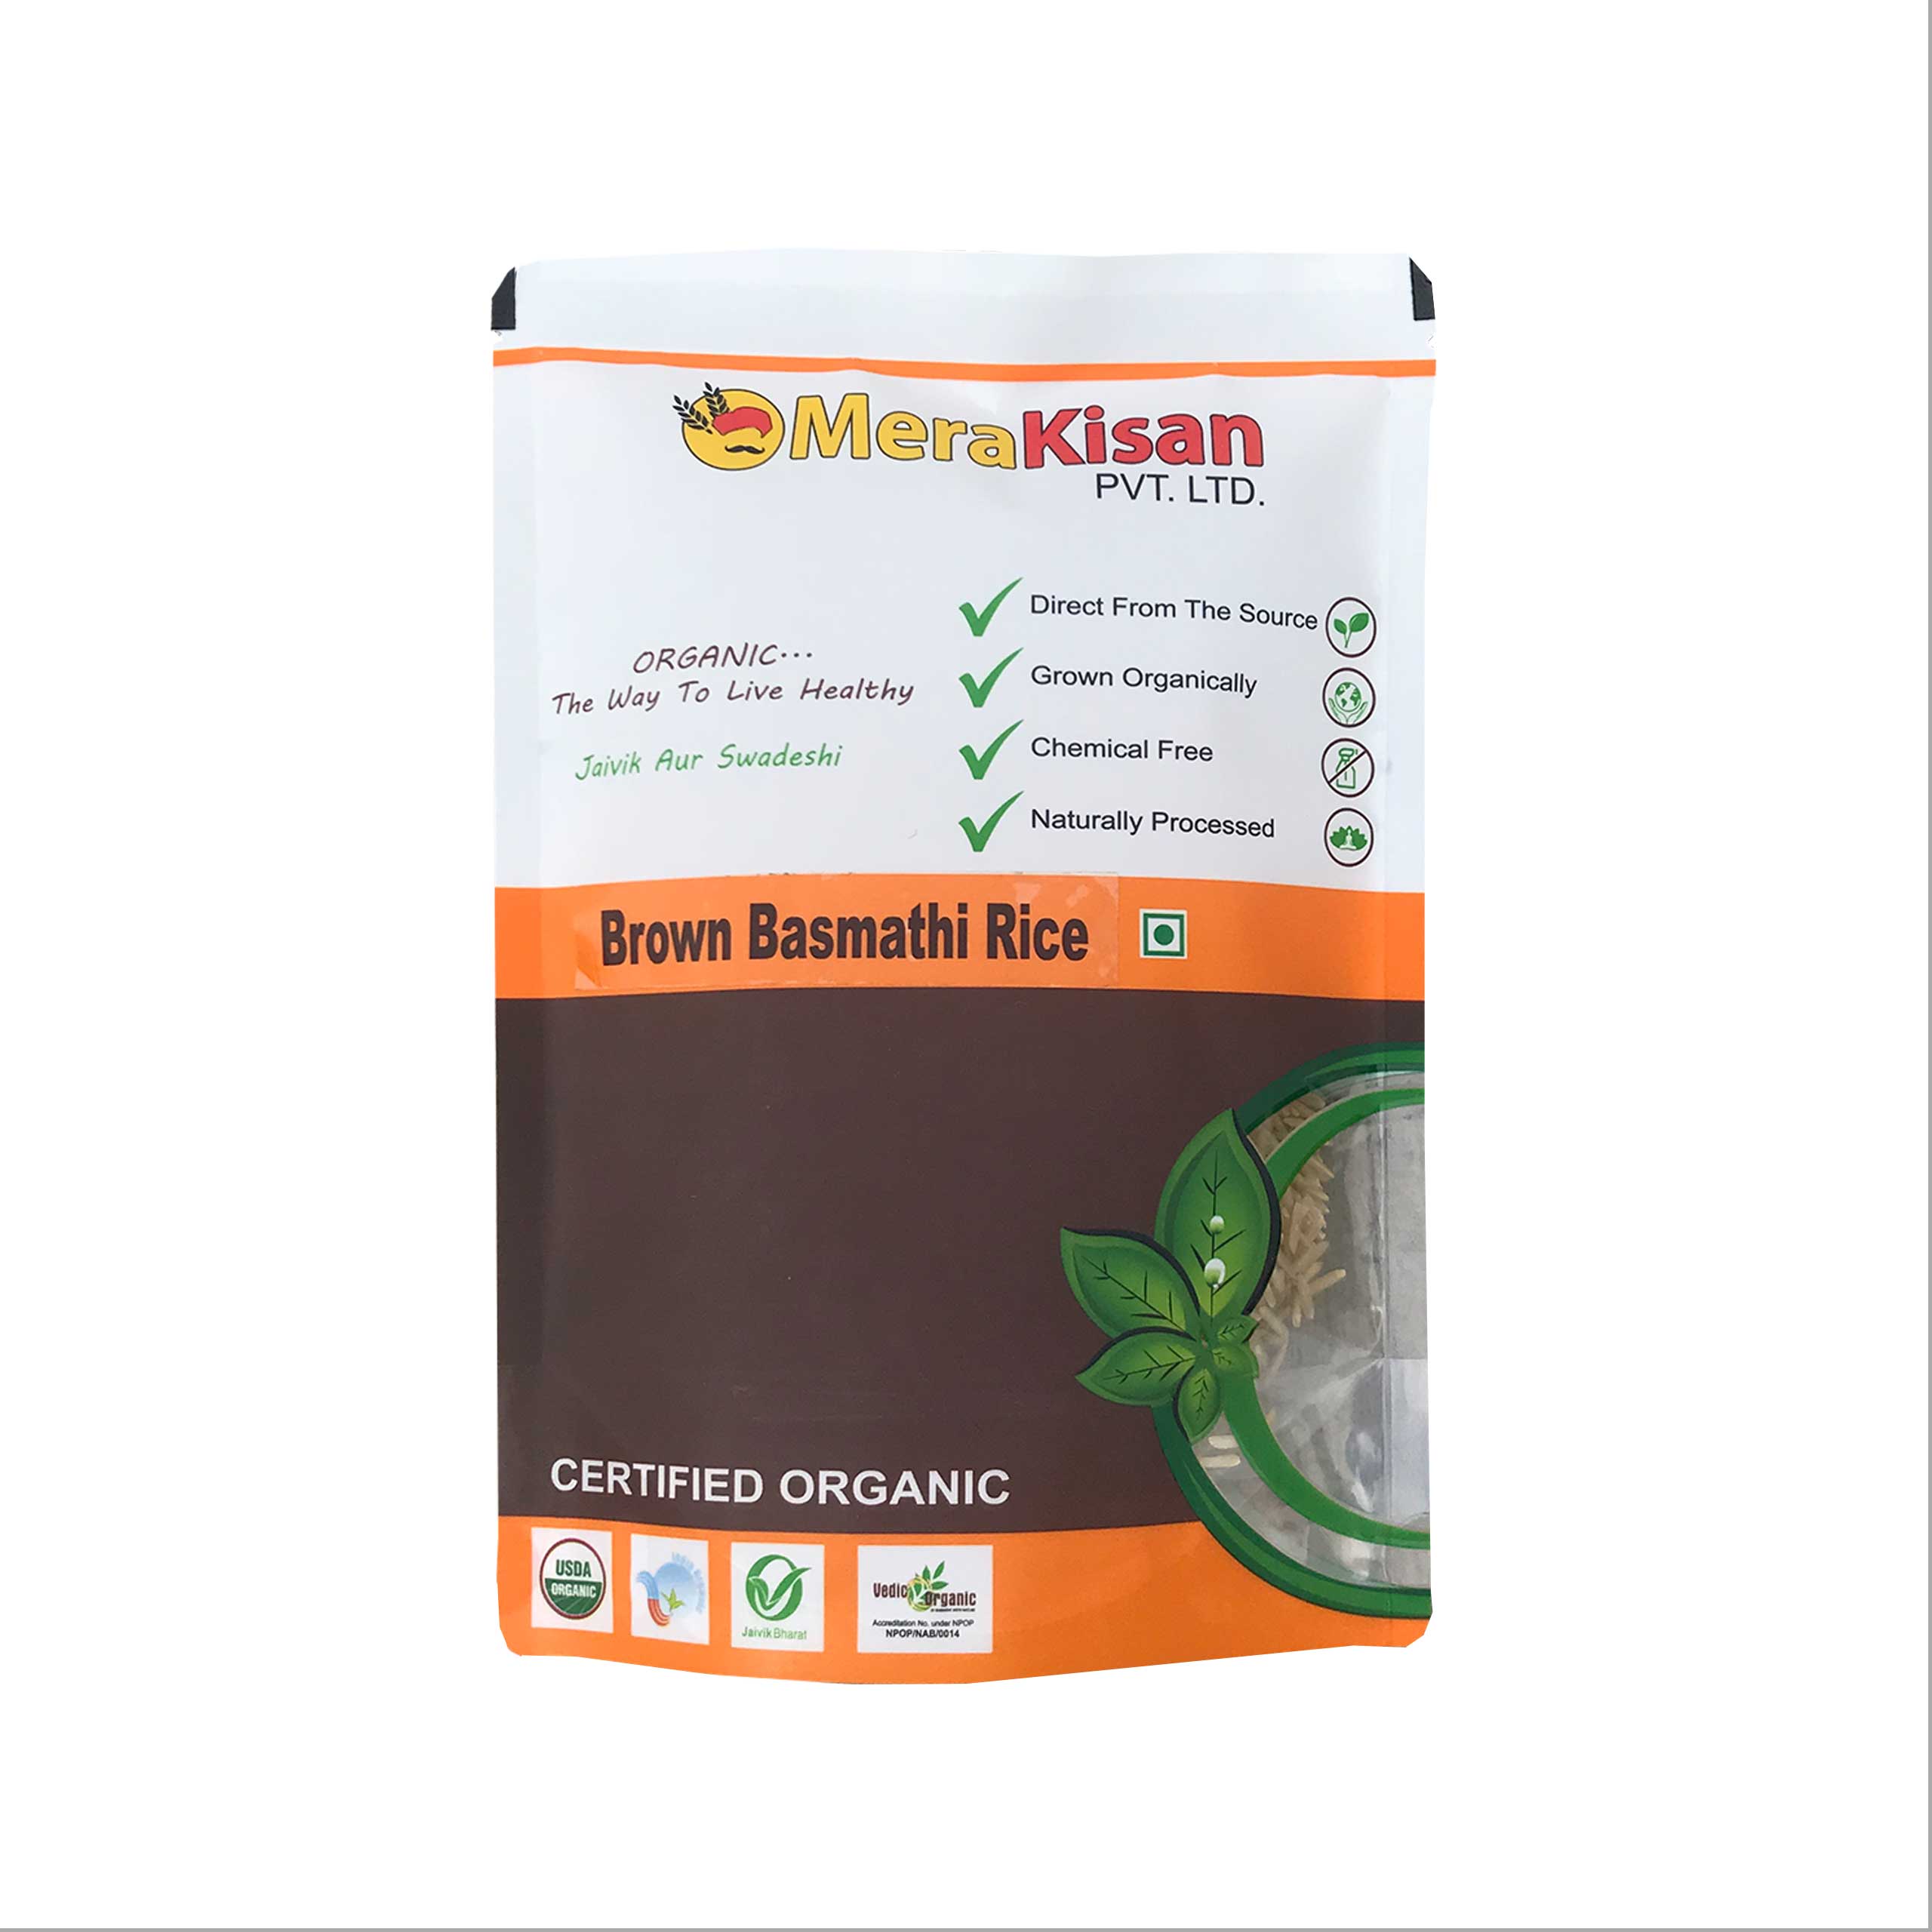 MeraKisan
PVT. LTD.
ORGANIC...
The Way To Live Healthy
Jaivik Aur Swadeshi
Direct From The Source
Grown Organically
Chemical Free
Naturally Processed
Brown Basmathi Rice
CERTIFIED ORGANIC
USDA
ORGANIC
Jaivik Bharat
Vedic Organic
Accreditation No. under NPOP
NPOP/NAB/0014